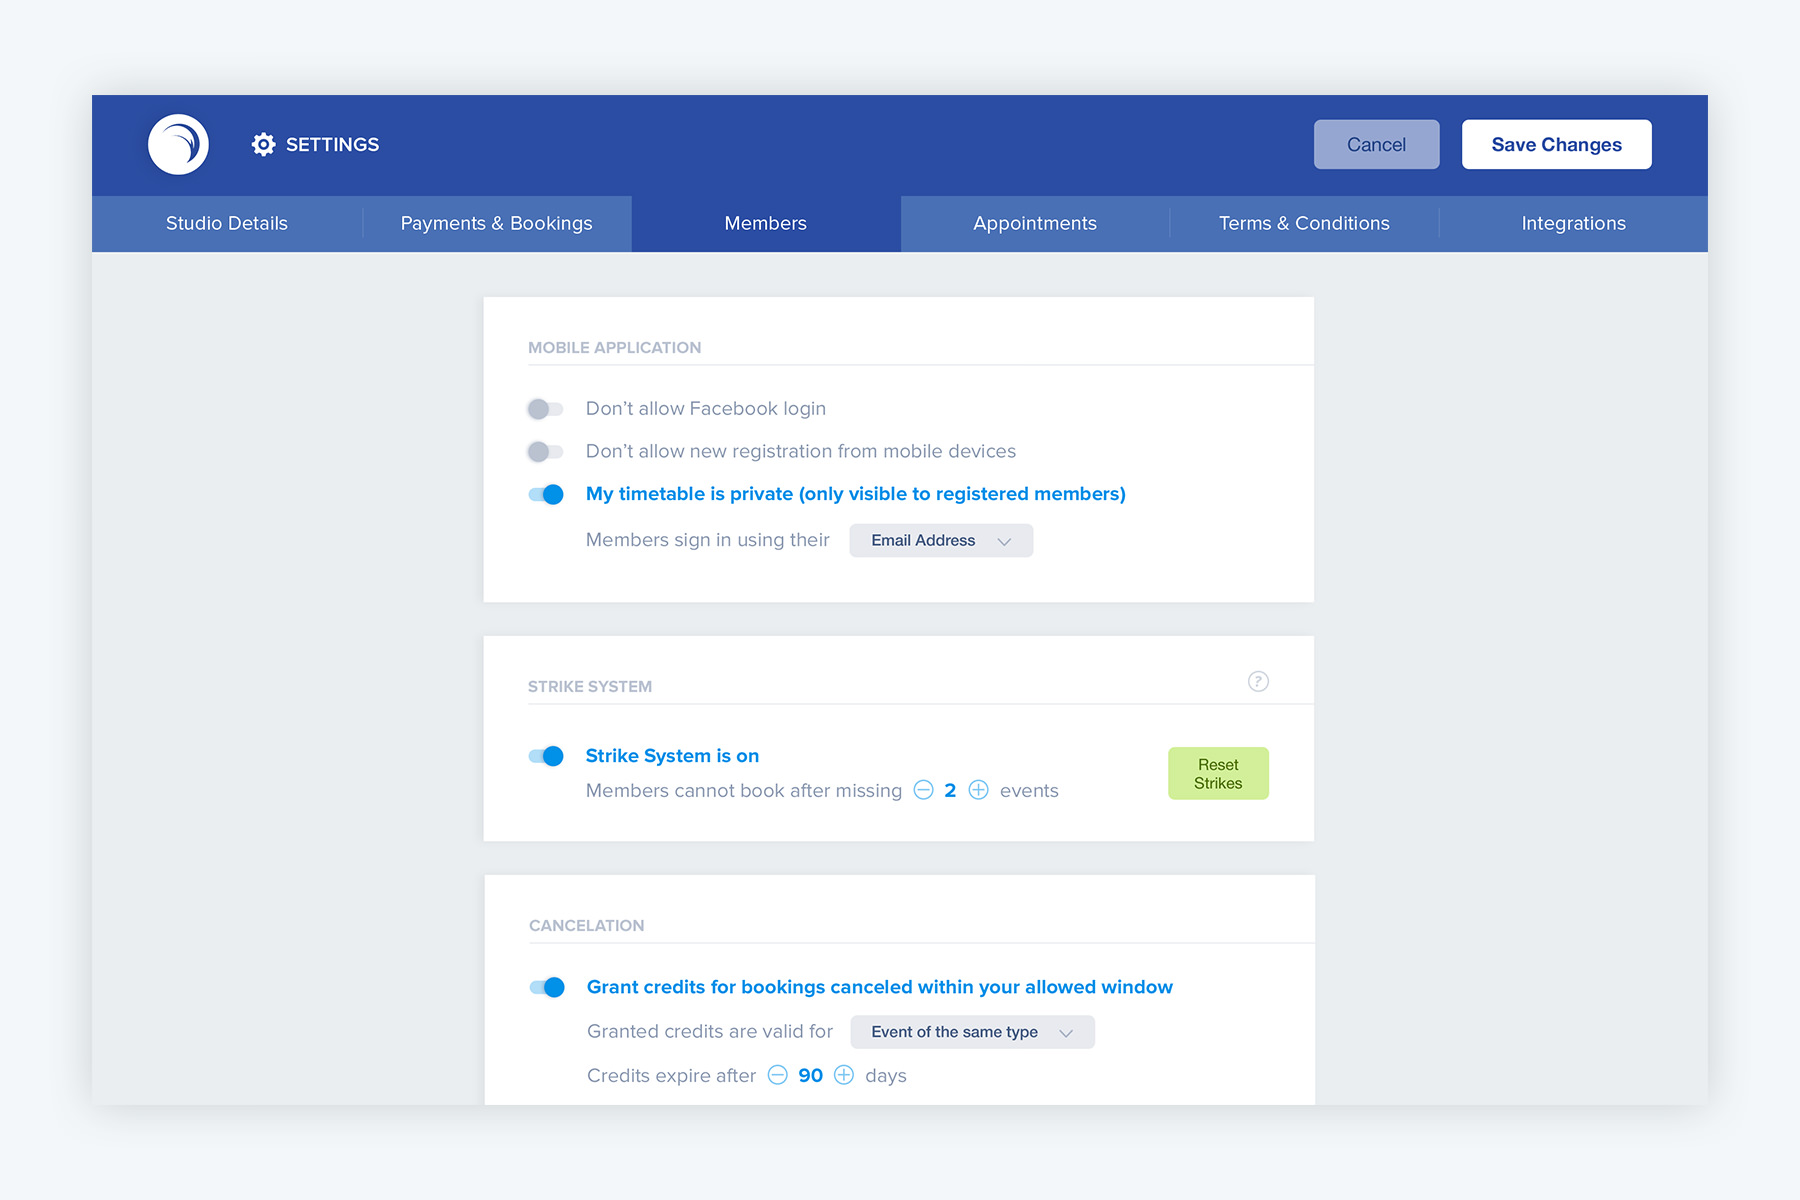 SETTINGS
Cancel
Save Changes
Studio Details
Payments & Bookings
Members
Appointments
Terms & Conditions
Integrations
MOBILE APPLICATION
Don’t allow Facebook login
Don’t allow new registration from mobile devices
My timetable is private (only visible to registered members)
Members sign in using their Email Address
STRIKE SYSTEM
?
Strike System is on
Members cannot book after missing 2 events
Reset
Strikes
CANCELATION
Grant credits for bookings canceled within your allowed window
Granted credits are valid for Event of the same type
Credits expire after 90 days